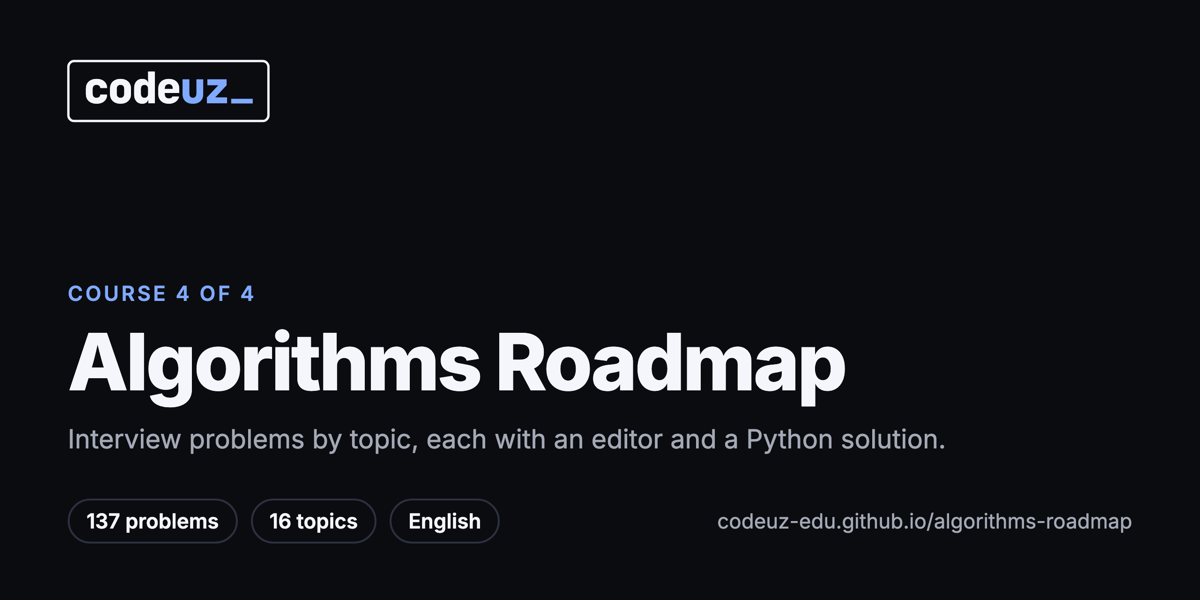 codeuz_
COURSE 4 OF 4
Algorithms Roadmap
Interview problems by topic, each with an editor and a Python solution.
137 problems
16 topics
English
codeuz-edu.github.io/algorithms-roadmap